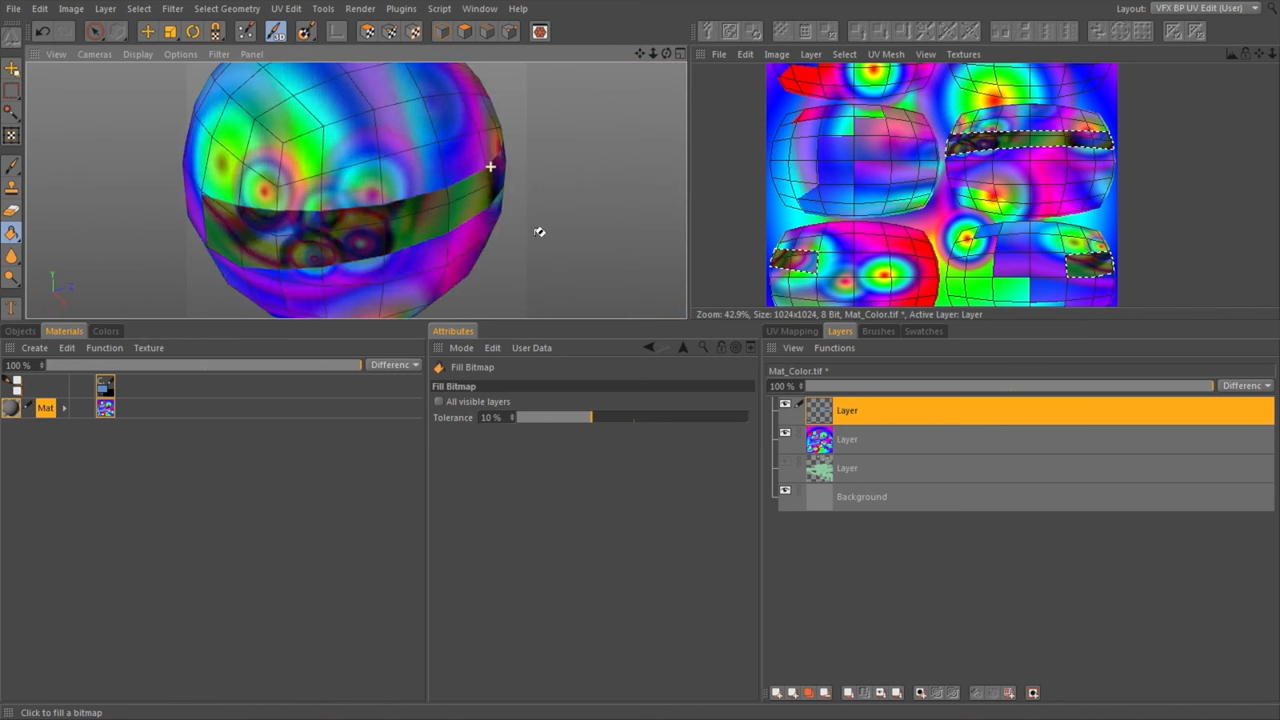 File Edit Image Layer Select Filter Select Geometry UV Edit Tools Render Plugins Script Window Help Layout: VFX BP UV Edit (User)
View Cameras Display Options Filter Panel
File Edit Image Layer Select UV Mesh View Textures
3D
Y
Z
Zoom: 42.9%, Size: 1024x1024, 8 Bit, Mat_Color.tif *, Active Layer: Layer
Objects Materials Colors
Attributes
UV Mapping Layers Brushes Swatches
Create Edit Function Texture
Mode Edit User Data
View Functions
100 % Differenc
Fill Bitmap
Mat_Color.tif *
Fill Bitmap
100 % Differenc
All visible layers
Mat
Tolerance 10 %
Layer
Layer
Layer
Background
Click to fill a bitmap